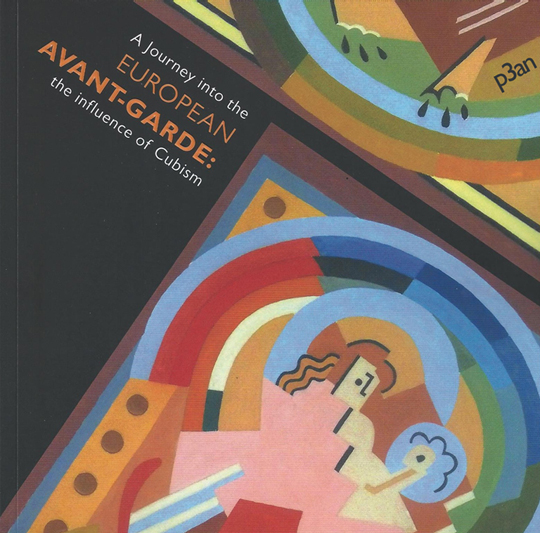 A Journey into the
EUROPEAN
AVANT-GARDE:
the influence of Cubism
p3an